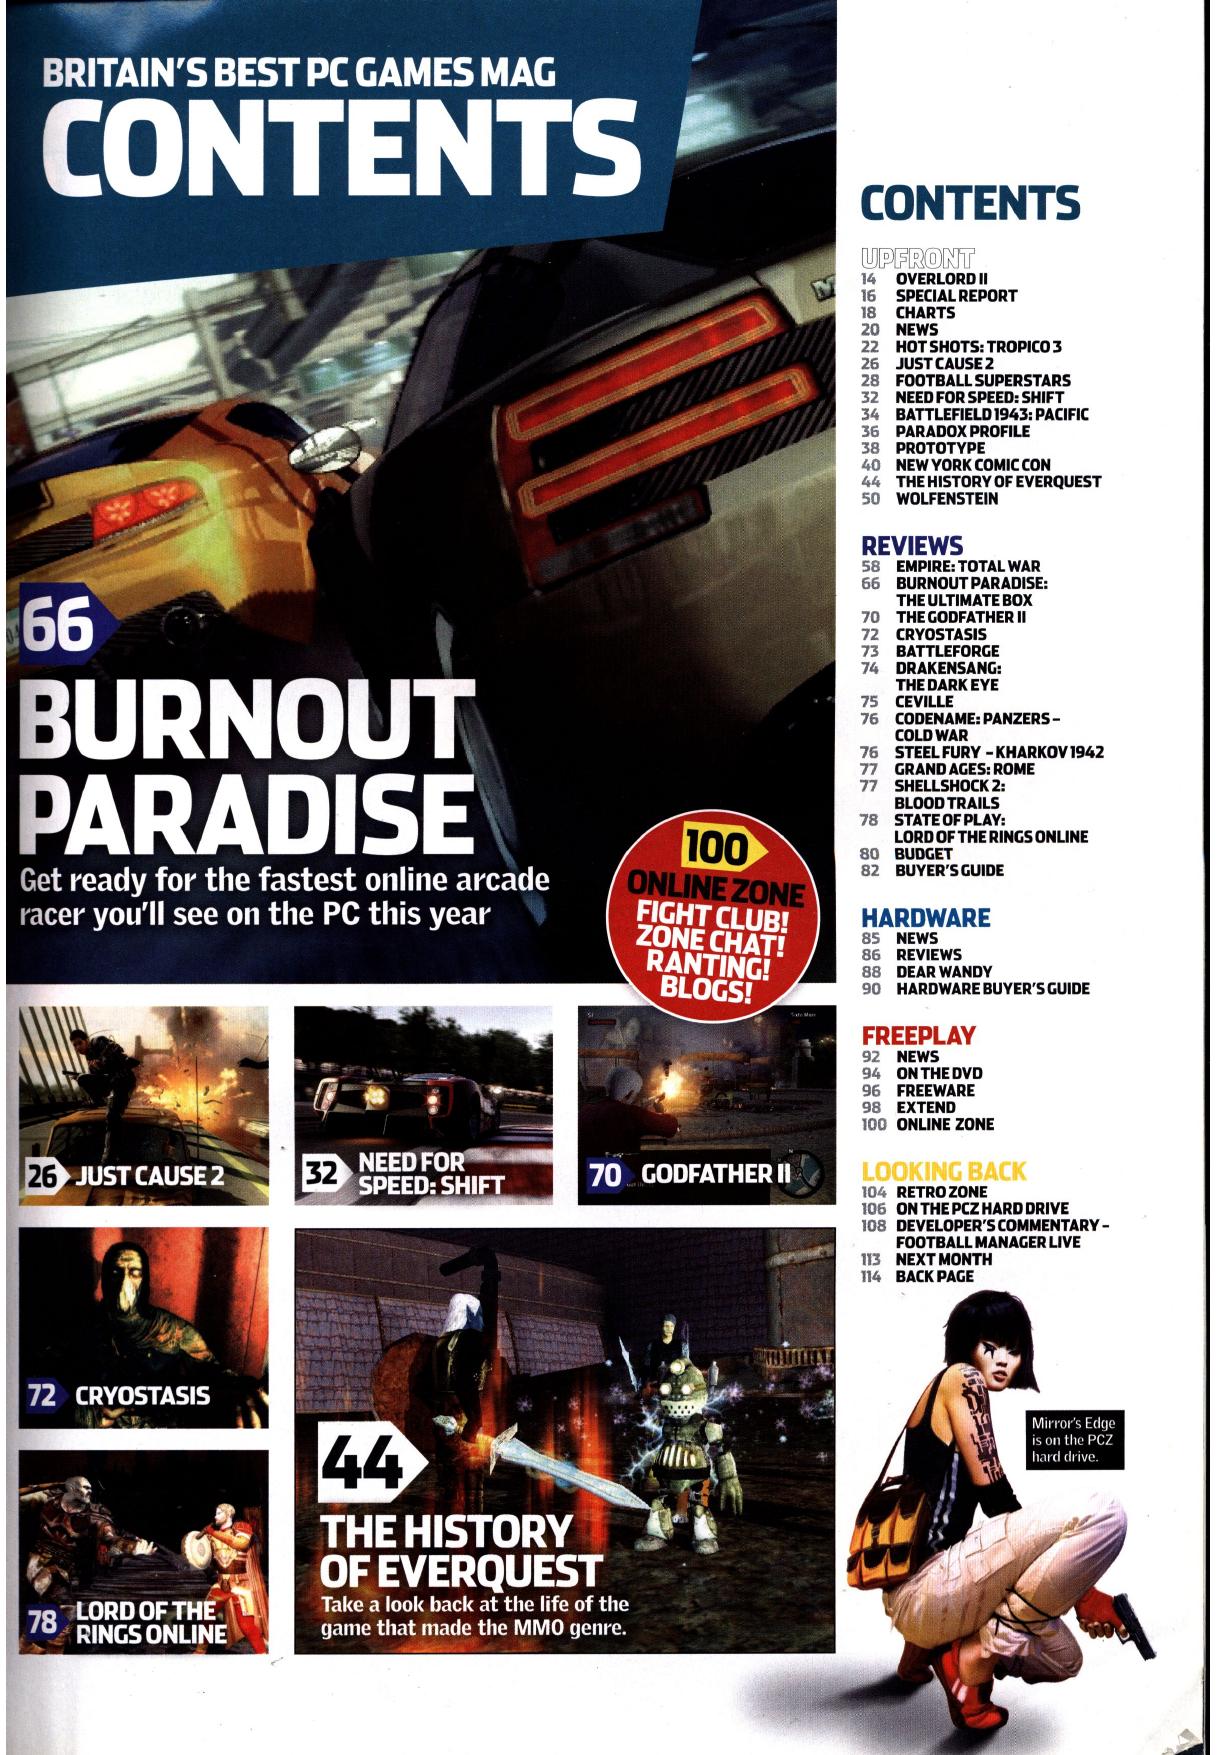 BRITAIN'S BEST PC GAMES MAG
CONTENTS
66
BURNOUT
PARADISE
Get ready for the fastest online arcade
racer you'll see on the PC this year
100
ONLINE ZONE
FIGHT CLUB!
ZONE CHAT!
RANTING!
BLOGS!
26 JUST CAUSE 2
32 NEED FOR
SPEED: SHIFT
70 GODFATHER II
72 CRYOSTASIS
78 LORD OF THE
RINGS ONLINE
44
THE HISTORY
OF EVERQUEST
Take a look back at the life of the
game that made the MMO genre.
CONTENTS
UPFRONT
14 OVERLORD II
16 SPECIAL REPORT
18 CHARTS
20 NEWS
22 HOT SHOTS: TROPICO 3
26 JUST CAUSE 2
28 FOOTBALL SUPERSTARS
32 NEED FOR SPEED: SHIFT
34 BATTLEFIELD 1943: PACIFIC
36 PARADOX PROFILE
38 PROTOTYPE
40 NEW YORK COMIC CON
44 THE HISTORY OF EVERQUEST
50 WOLFENSTEIN
REVIEWS
58 EMPIRE: TOTAL WAR
66 BURNOUT PARADISE:
THE ULTIMATE BOX
70 THE GODFATHER II
72 CRYOSTASIS
73 BATTLEFORGE
74 DRAKENSANG:
THE DARK EYE
75 CEVILLE
76 CODENAME: PANZERS –
COLD WAR
76 STEEL FURY – KHARKOV 1942
77 GRAND AGES: ROME
77 SHELLSHOCK 2:
BLOOD TRAILS
78 STATE OF PLAY:
LORD OF THE RINGS ONLINE
80 BUDGET
82 BUYER'S GUIDE
HARDWARE
85 NEWS
86 REVIEWS
88 DEAR WANDY
90 HARDWARE BUYER'S GUIDE
FREEPLAY
92 NEWS
94 ON THE DVD
96 FREEWARE
98 EXTEND
100 ONLINE ZONE
LOOKING BACK
104 RETRO ZONE
106 ON THE PCZ HARD DRIVE
108 DEVELOPER'S COMMENTARY –
FOOTBALL MANAGER LIVE
113 NEXT MONTH
114 BACK PAGE
Mirror's Edge
is on the PCZ
hard drive.